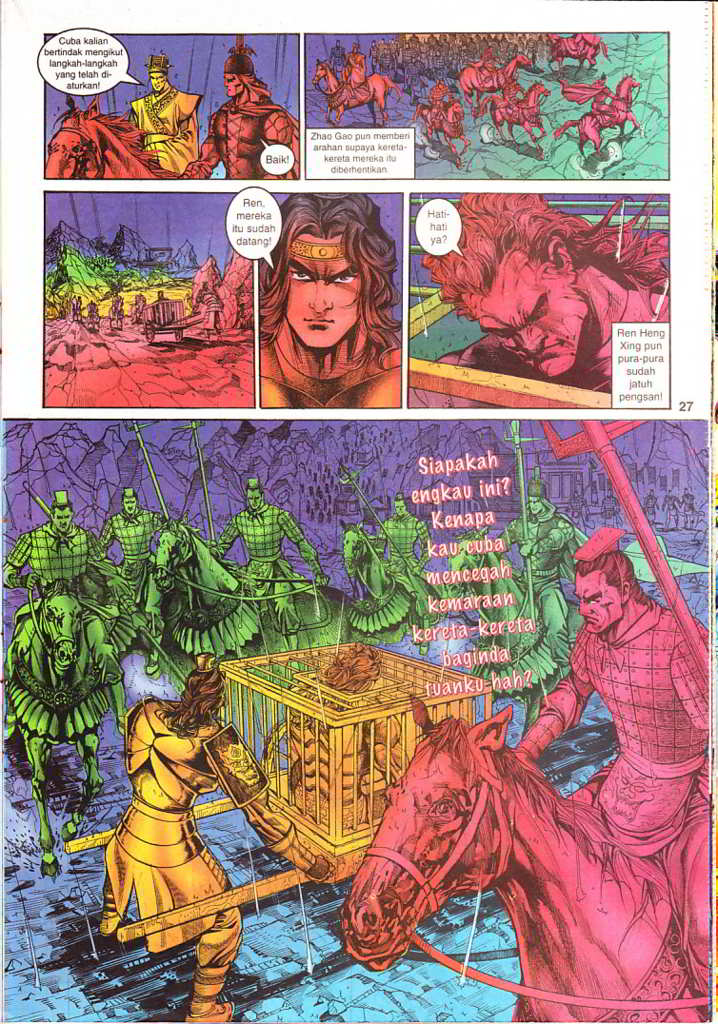 Cuba kalian
bertindak mengikut
langkah-langkah
yang telah di-
aturkan!
Baik!
Zhao Gao pun memberi
arahan supaya kereta-
kereta mereka itu
diberhentikan.
Ren,
mereka
itu sudah
datang!
Hati-
hati
ya?
Ren Heng
Xing pun
pura-pura
sudah
jatuh
pengsan!
27
Siapakah
engkau ini?
Kenapa
kau cuba
mencegah
kemaraan
kereta-kereta
baginda
tuanku hah?